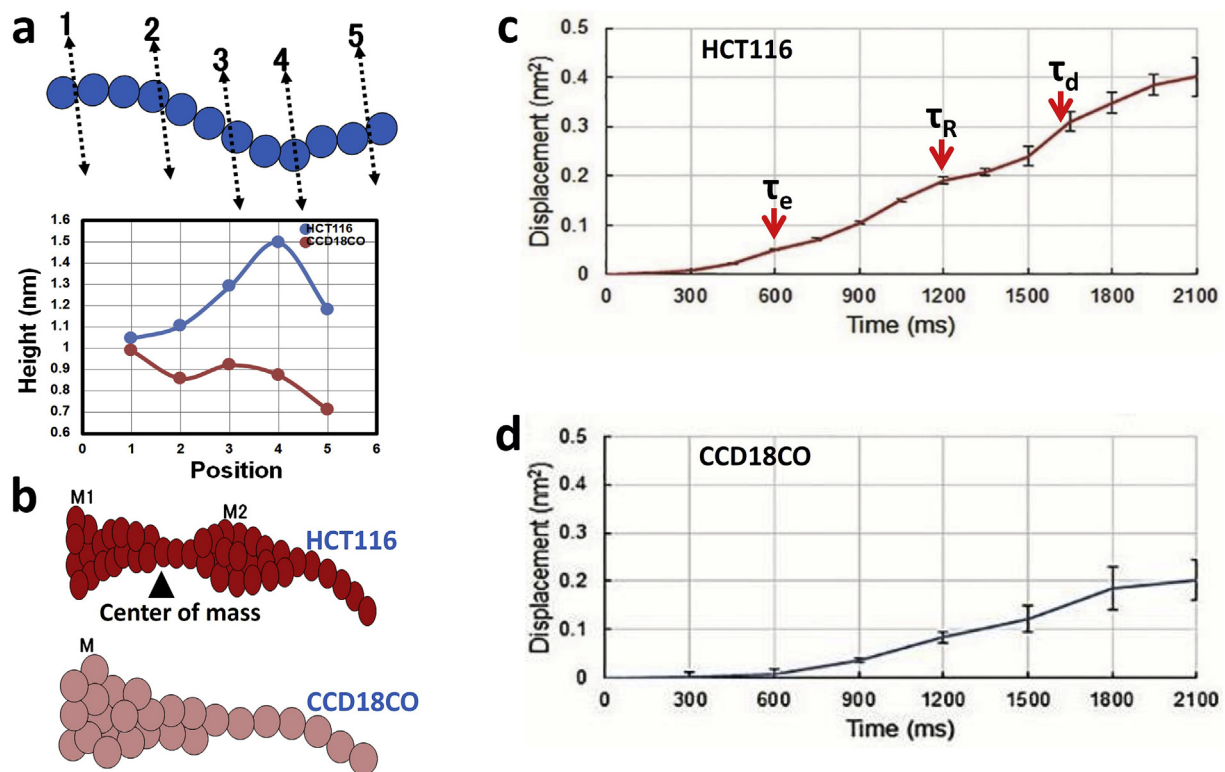 a
1 2 3 4 5
1.6
1.5
1.4
1.3
1.2
1.1
1
0.9
0.8
0.7
0.6
Height (nm)
HCT116
CCD18CO
0 1 2 3 4 5 6
Position
b
M1 M2
HCT116
Center of mass
M
CCD18CO
c
HCT116
Displacement (nm²)
0.5
0.4
0.3
0.2
0.1
0
τe
τR
τd
0 300 600 900 1200 1500 1800 2100
Time (ms)
d
CCD18CO
Displacement (nm²)
0.5
0.4
0.3
0.2
0.1
0
0 300 600 900 1200 1500 1800 2100
Time (ms)